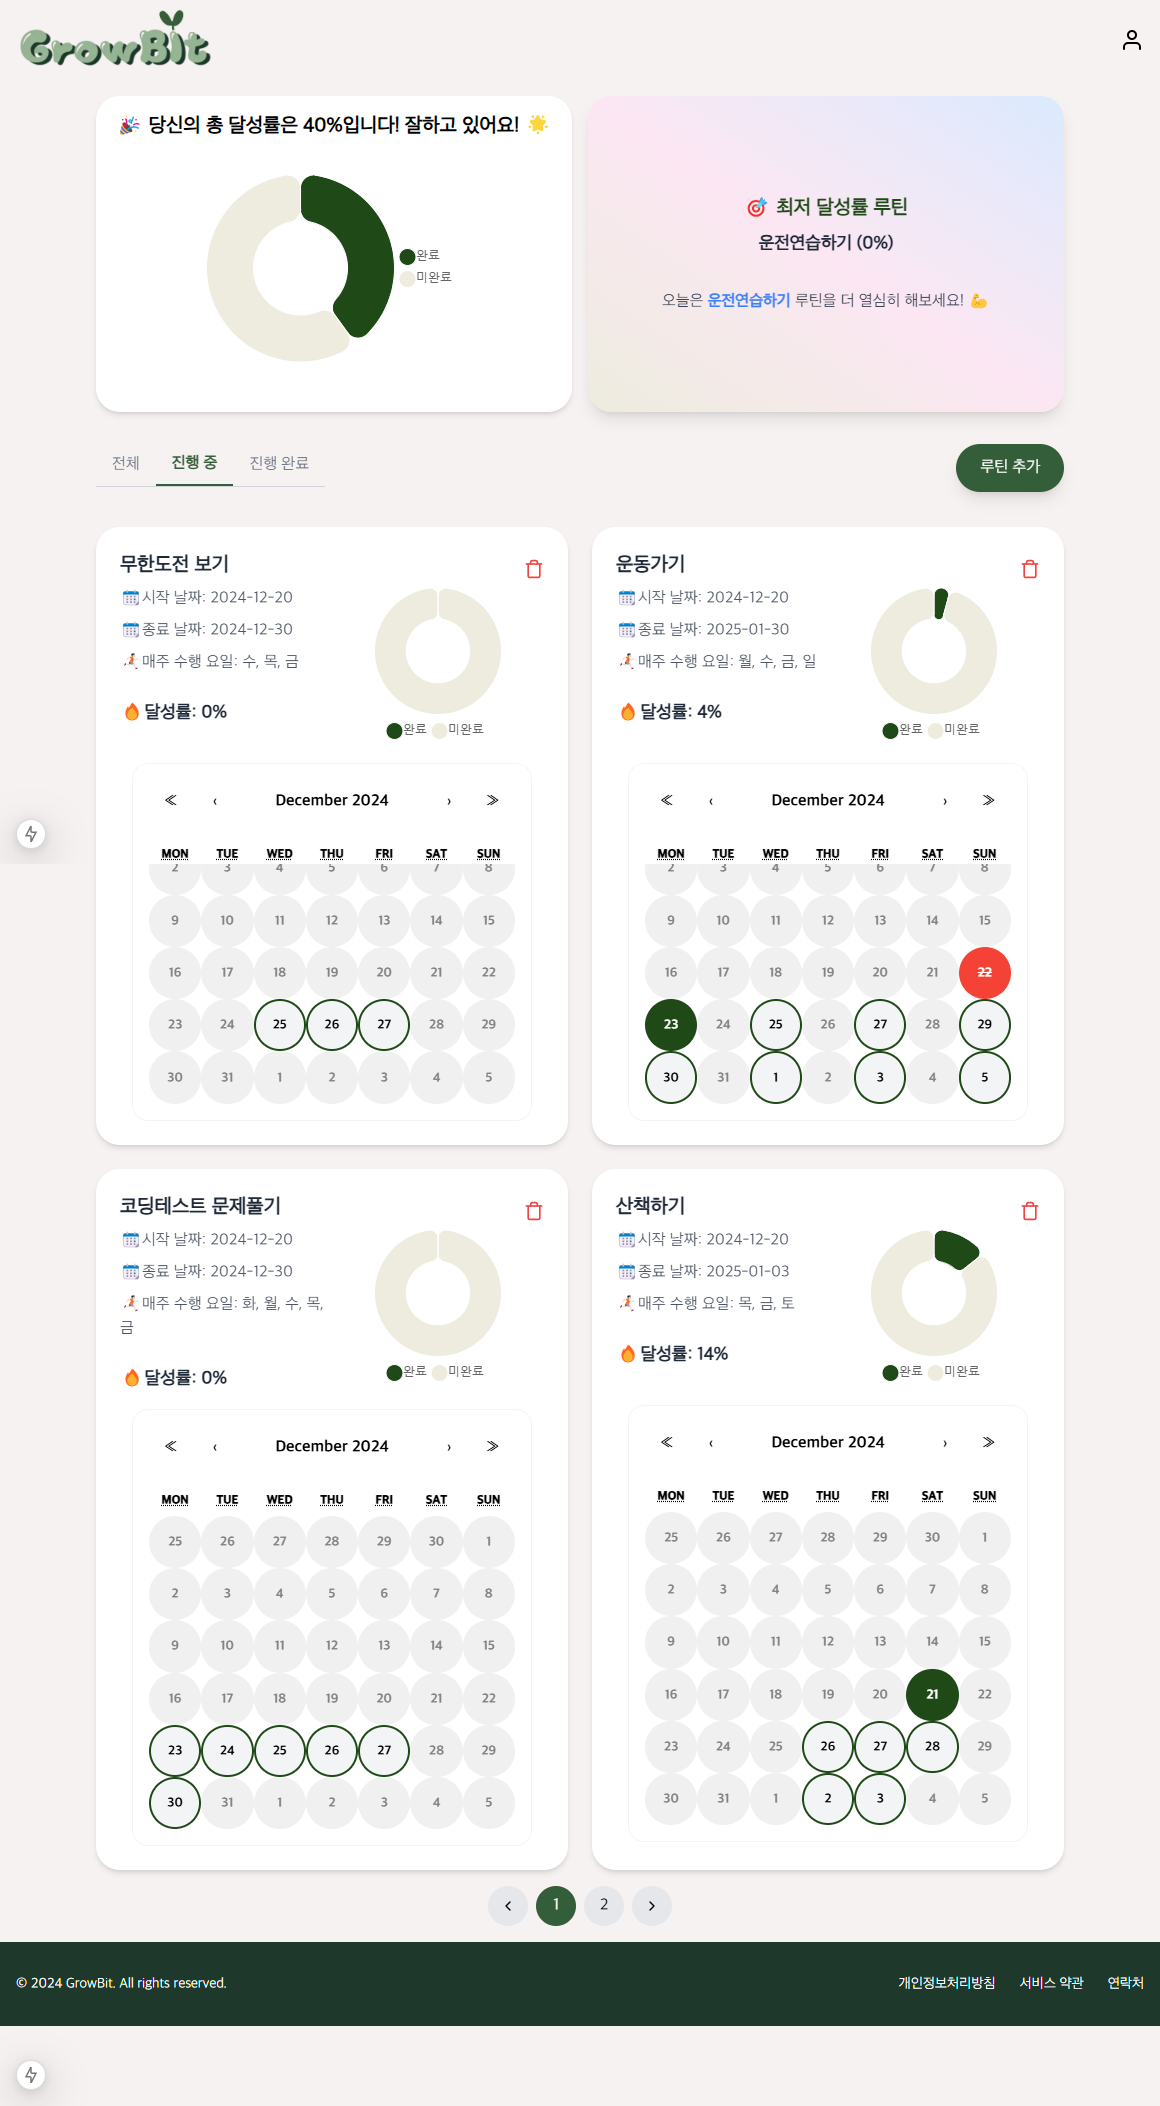 GrowBit
🎉 당신의 총 달성률은 40%입니다! 잘하고 있어요! 🌟
완료
미완료
🎯 최저 달성률 루틴
운전연습하기 (0%)
오늘은 운전연습하기 루틴을 더 열심히 해보세요! 💪
전체 진행 중 진행 완료
루틴 추가
무한도전 보기
시작 날짜: 2024-12-20
종료 날짜: 2024-12-30
매주 수행 요일: 수, 목, 금
달성률: 0%
완료 미완료
« ‹ December 2024 › »
MON TUE WED THU FRI SAT SUN
2 3 4 5 6 7 8
9 10 11 12 13 14 15
16 17 18 19 20 21 22
23 24 25 26 27 28 29
30 31 1 2 3 4 5
운동가기
시작 날짜: 2024-12-20
종료 날짜: 2025-01-30
매주 수행 요일: 월, 수, 금, 일
달성률: 4%
완료 미완료
« ‹ December 2024 › »
MON TUE WED THU FRI SAT SUN
2 3 4 5 6 7 8
9 10 11 12 13 14 15
16 17 18 19 20 21 22
23 24 25 26 27 28 29
30 31 1 2 3 4 5
코딩테스트 문제풀기
시작 날짜: 2024-12-20
종료 날짜: 2024-12-30
매주 수행 요일: 화, 월, 수, 목,
금
달성률: 0%
완료 미완료
« ‹ December 2024 › »
MON TUE WED THU FRI SAT SUN
25 26 27 28 29 30 1
2 3 4 5 6 7 8
9 10 11 12 13 14 15
16 17 18 19 20 21 22
23 24 25 26 27 28 29
30 31 1 2 3 4 5
산책하기
시작 날짜: 2024-12-20
종료 날짜: 2025-01-03
매주 수행 요일: 목, 금, 토
달성률: 14%
완료 미완료
« ‹ December 2024 › »
MON TUE WED THU FRI SAT SUN
25 26 27 28 29 30 1
2 3 4 5 6 7 8
9 10 11 12 13 14 15
16 17 18 19 20 21 22
23 24 25 26 27 28 29
30 31 1 2 3 4 5
‹ 1 2 ›
© 2024 GrowBit. All rights reserved.
개인정보처리방침 서비스 약관 연락처